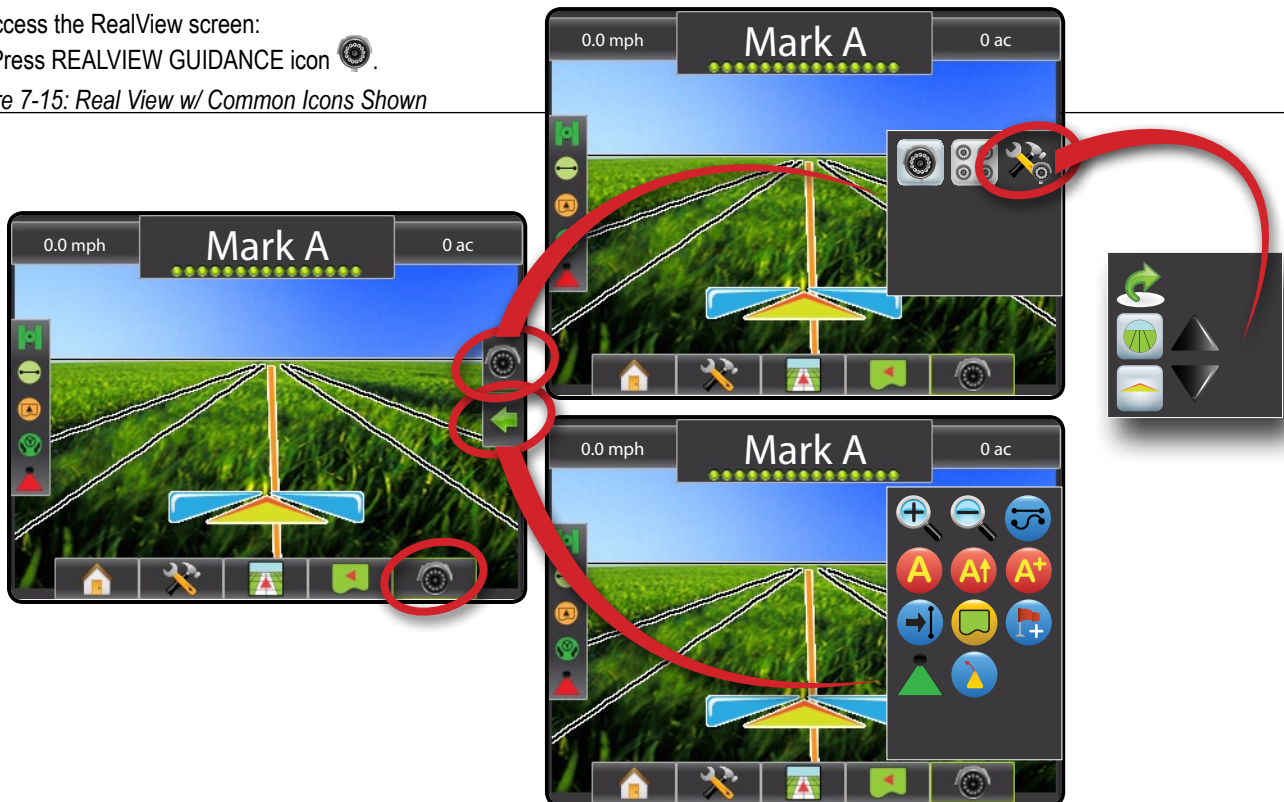 ccess the RealView screen:
Press REALVIEW GUIDANCE icon .
re 7-15: Real View w/ Common Icons Shown
0.0 mph
Mark A
0 ac
0.0 mph
Mark A
0 ac
0.0 mph
Mark A
0 ac
A
A
A+